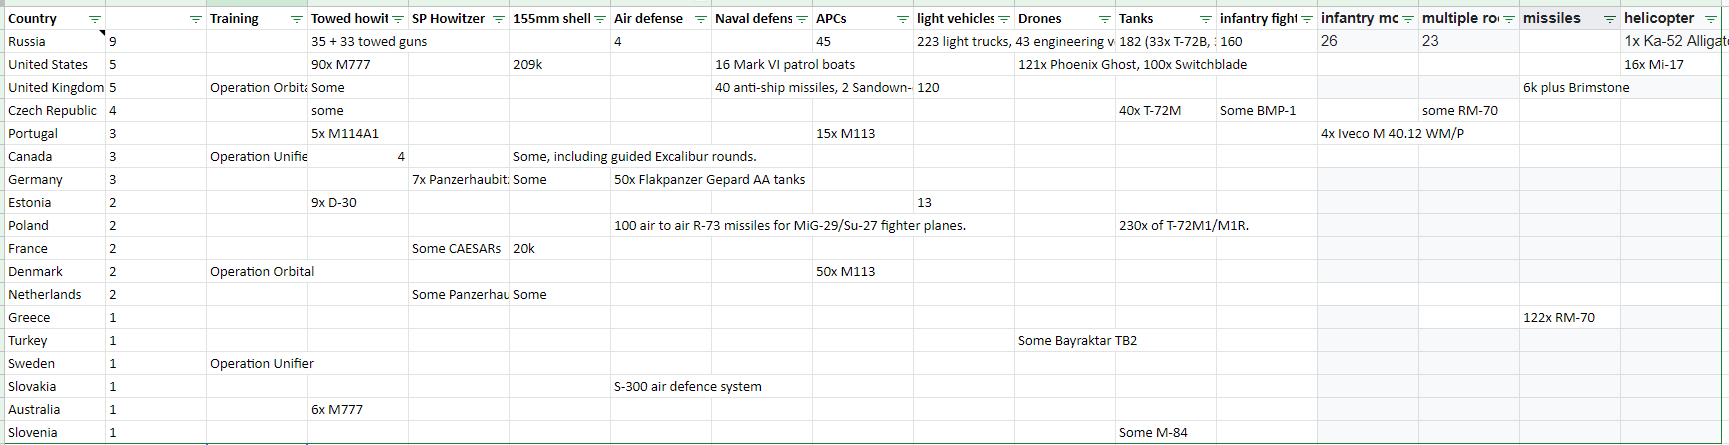 Country Training Towed howit SP Howitzer 155mm shell Air defense Naval defens APCs light vehicles Drones Tanks infantry fight infantry mo multiple ro missiles helicopter
Russia 9 35 + 33 towed guns 4 45 223 light trucks, 43 engineering v 182 (33x T-72B, 160 26 23 1x Ka-52 Alligat
United States 5 90x M777 209k 16 Mark VI patrol boats 121x Phoenix Ghost, 100x Switchblade 16x Mi-17
United Kingdom 5 Operation Orbita Some 40 anti-ship missiles, 2 Sandown- 120 6k plus Brimstone
Czech Republic 4 some 40x T-72M Some BMP-1 some RM-70
Portugal 3 5x M114A1 15x M113 4x Iveco M 40.12 WM/P
Canada 3 Operation Unifie 4 Some, including guided Excalibur rounds.
Germany 3 7x Panzerhaubit Some 50x Flakpanzer Gepard AA tanks
Estonia 2 9x D-30 13
Poland 2 100 air to air R-73 missiles for MiG-29/Su-27 fighter planes. 230x of T-72M1/M1R.
France 2 Some CAESARs 20k
Denmark 2 Operation Orbital 50x M113
Netherlands 2 Some Panzerhau Some
Greece 1 122x RM-70
Turkey 1 Some Bayraktar TB2
Sweden 1 Operation Unifier
Slovakia 1 S-300 air defence system
Australia 1 6x M777
Slovenia 1 Some M-84